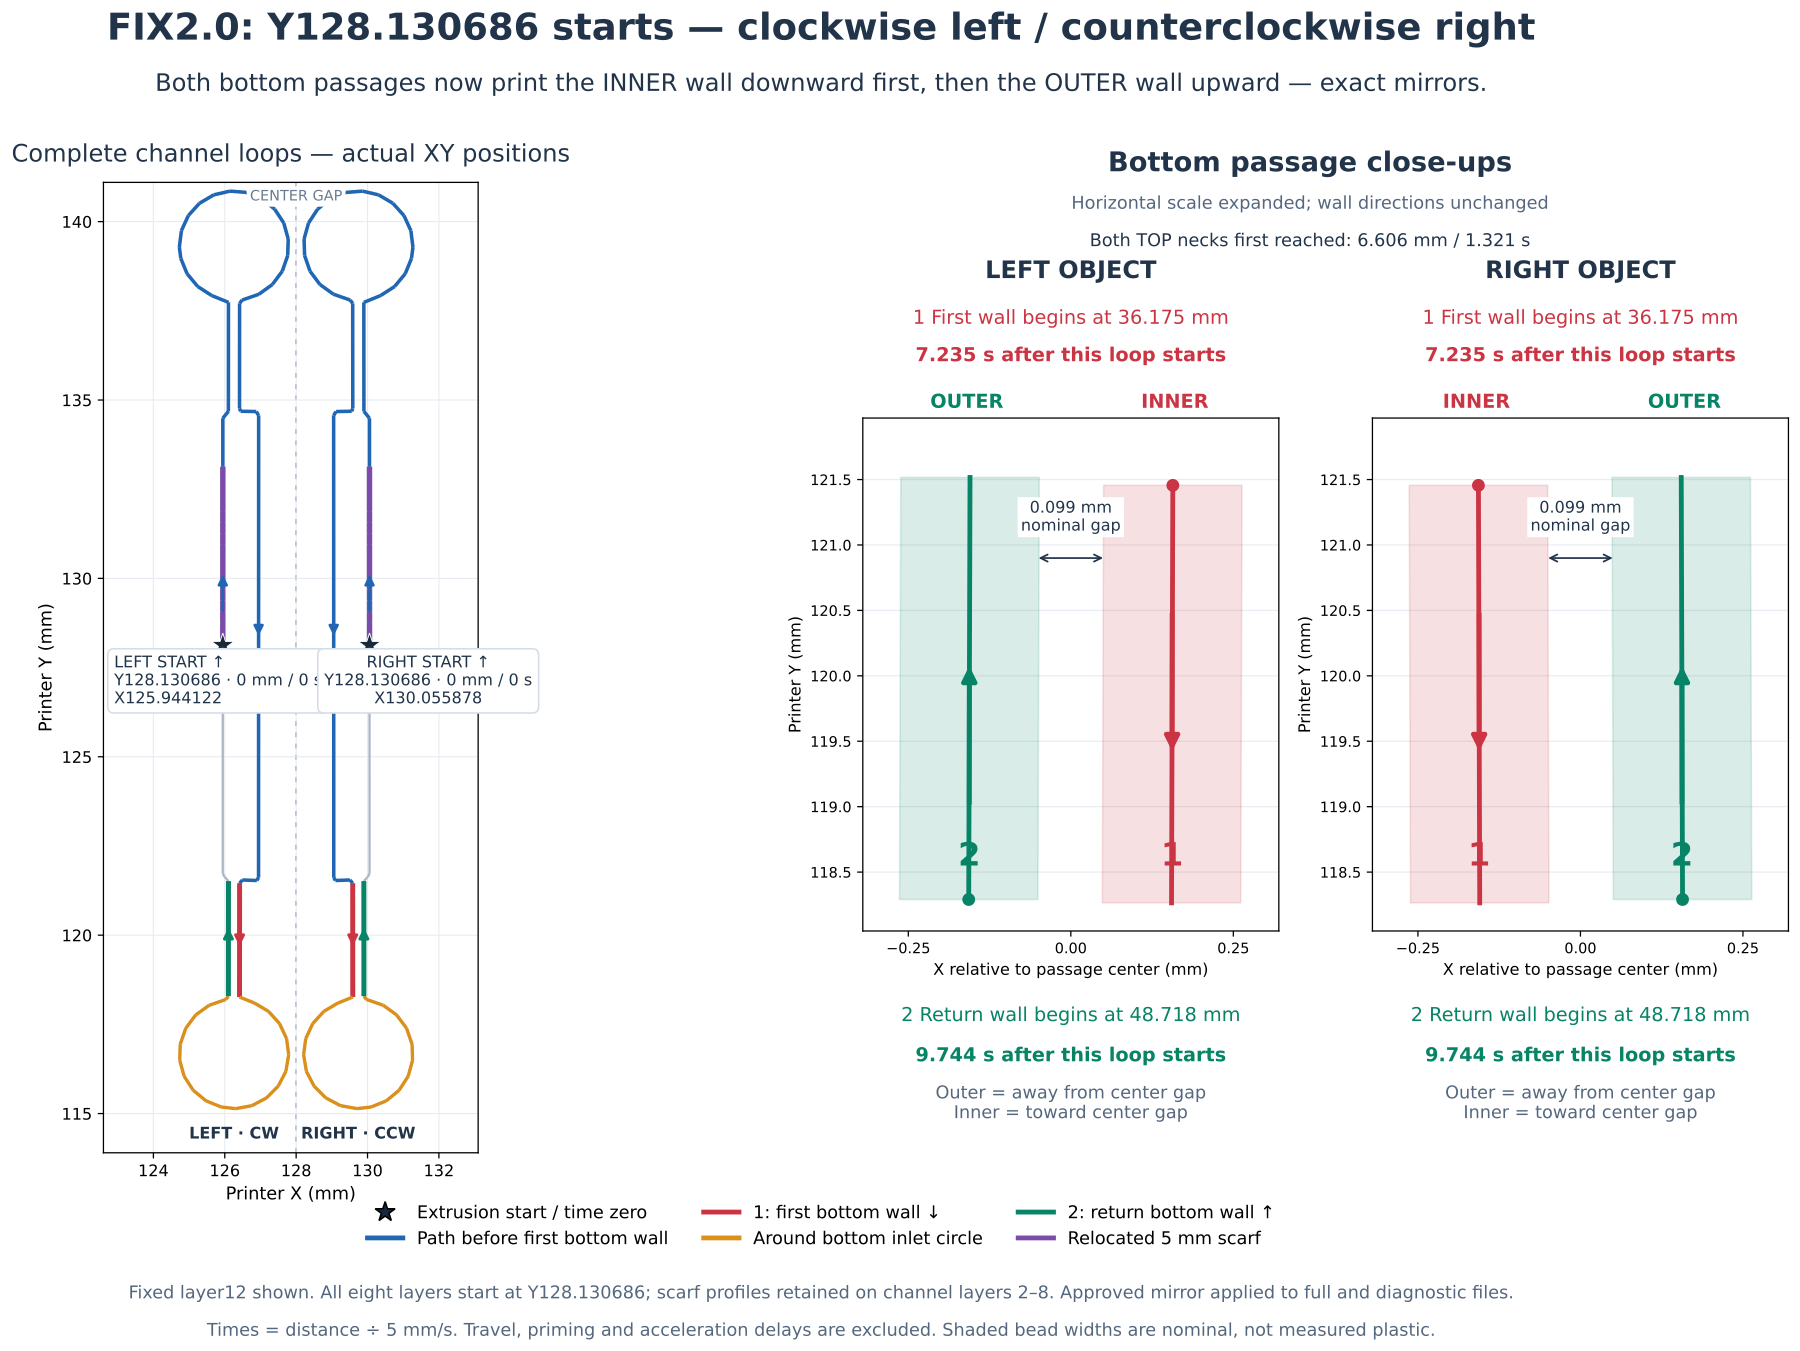 FIX2.0: Y128.130686 starts — clockwise left / counterclockwise right
Both bottom passages now print the INNER wall downward first, then the OUTER wall upward — exact mirrors.
Complete channel loops — actual XY positions
CENTER GAP
140
135
130
125
120
115
Printer Y (mm)
LEFT START ↑
Y128.130686 · 0 mm / 0 s
X125.944122
RIGHT START ↑
Y128.130686 · 0 mm / 0 s
X130.055878
LEFT · CW
RIGHT · CCW
124 126 128 130 132
Printer X (mm)
Bottom passage close-ups
Horizontal scale expanded; wall directions unchanged
Both TOP necks first reached: 6.606 mm / 1.321 s
LEFT OBJECT
1 First wall begins at 36.175 mm
7.235 s after this loop starts
OUTER INNER
121.5
121.0
120.5
120.0
119.5
119.0
118.5
Printer Y (mm)
0.099 mm
nominal gap
2 1
−0.25 0.00 0.25
X relative to passage center (mm)
2 Return wall begins at 48.718 mm
9.744 s after this loop starts
Outer = away from center gap
Inner = toward center gap
RIGHT OBJECT
1 First wall begins at 36.175 mm
7.235 s after this loop starts
INNER OUTER
121.5
121.0
120.5
120.0
119.5
119.0
118.5
Printer Y (mm)
0.099 mm
nominal gap
1 2
−0.25 0.00 0.25
X relative to passage center (mm)
2 Return wall begins at 48.718 mm
9.744 s after this loop starts
Outer = away from center gap
Inner = toward center gap
Extrusion start / time zero
Path before first bottom wall
1: first bottom wall ↓
Around bottom inlet circle
2: return bottom wall ↑
Relocated 5 mm scarf
Fixed layer12 shown. All eight layers start at Y128.130686; scarf profiles retained on channel layers 2–8. Approved mirror applied to full and diagnostic files.
Times = distance ÷ 5 mm/s. Travel, priming and acceleration delays are excluded. Shaded bead widths are nominal, not measured plastic.